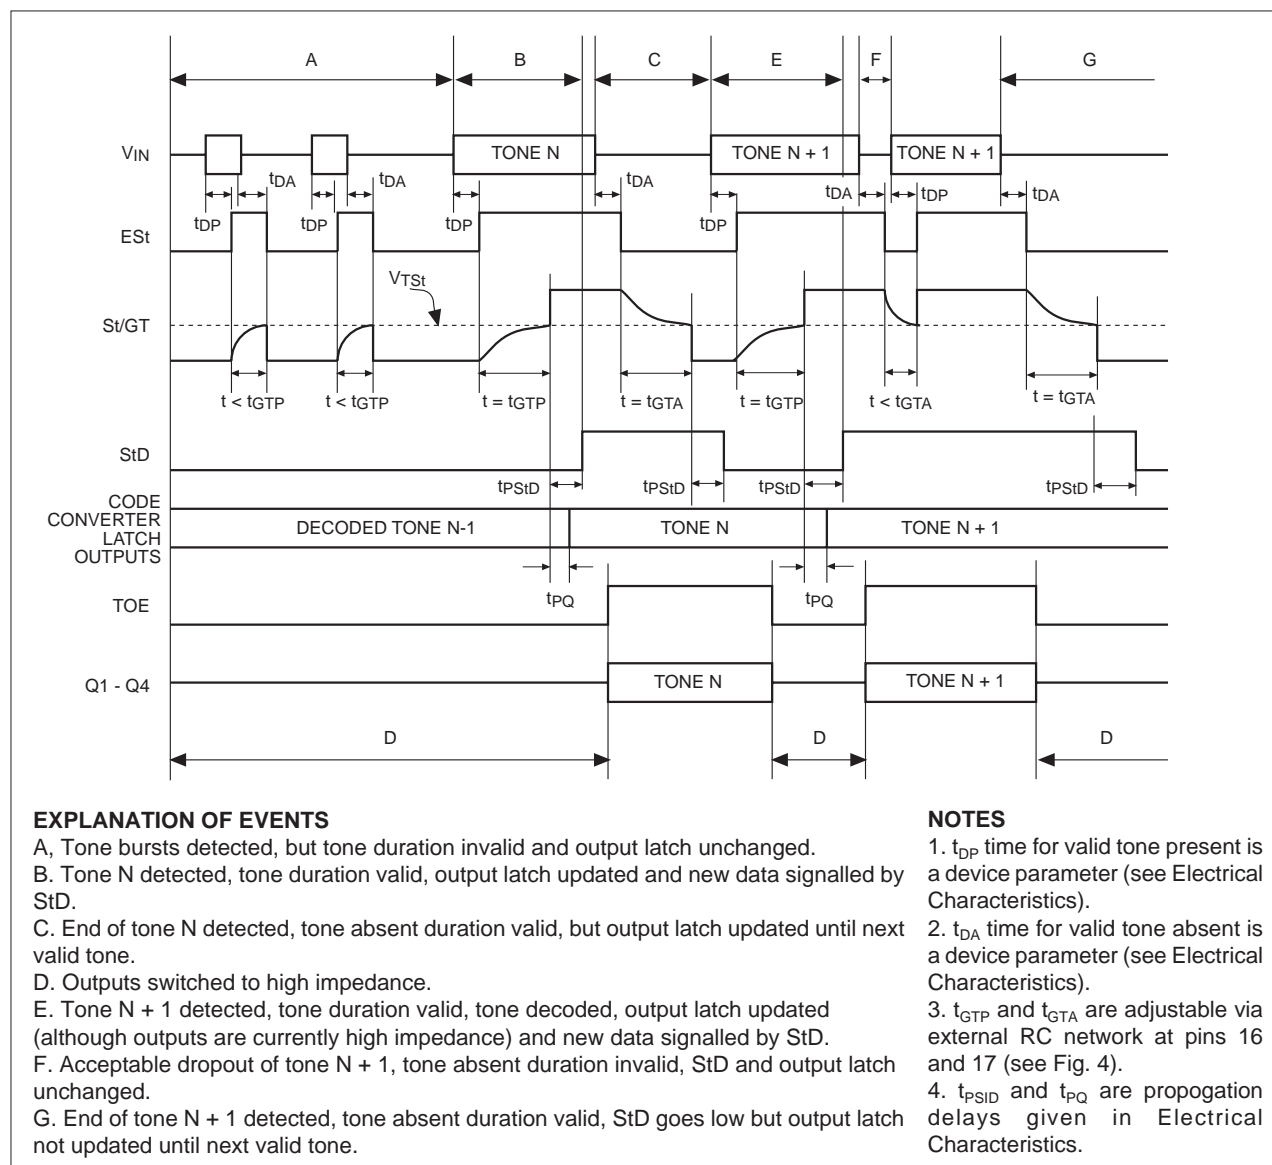 A B C E F G
VIN TONE N TONE N + 1 TONE N + 1
tDA tDA tDA tDA tDP tDA
tDP tDP tDP tDP
ESt
VTSt
St/GT
t < tGTP t < tGTP t = tGTP t = tGTA t = tGTP t < tGTA t = tGTA
StD
tPStD tPStD tPStD tPStD
CODE
CONVERTER
LATCH
OUTPUTS
DECODED TONE N-1 TONE N TONE N + 1
tPQ tPQ
TOE
Q1 - Q4 TONE N TONE N + 1
D D D
EXPLANATION OF EVENTS
A, Tone bursts detected, but tone duration invalid and output latch unchanged.
B. Tone N detected, tone duration valid, output latch updated and new data signalled by
StD.
C. End of tone N detected, tone absent duration valid, but output latch updated until next
valid tone.
D. Outputs switched to high impedance.
E. Tone N + 1 detected, tone duration valid, tone decoded, output latch updated
(although outputs are currently high impedance) and new data signalled by StD.
F. Acceptable dropout of tone N + 1, tone absent duration invalid, StD and output latch
unchanged.
G. End of tone N + 1 detected, tone absent duration valid, StD goes low but output latch
not updated until next valid tone.
NOTES
1. tDP time for valid tone present is
a device parameter (see Electrical
Characteristics).
2. tDA time for valid tone absent is
a device parameter (see Electrical
Characteristics).
3. tGTP and tGTA are adjustable via
external RC network at pins 16
and 17 (see Fig. 4).
4. tPSID and tPQ are propogation
delays given in Electrical
Characteristics.